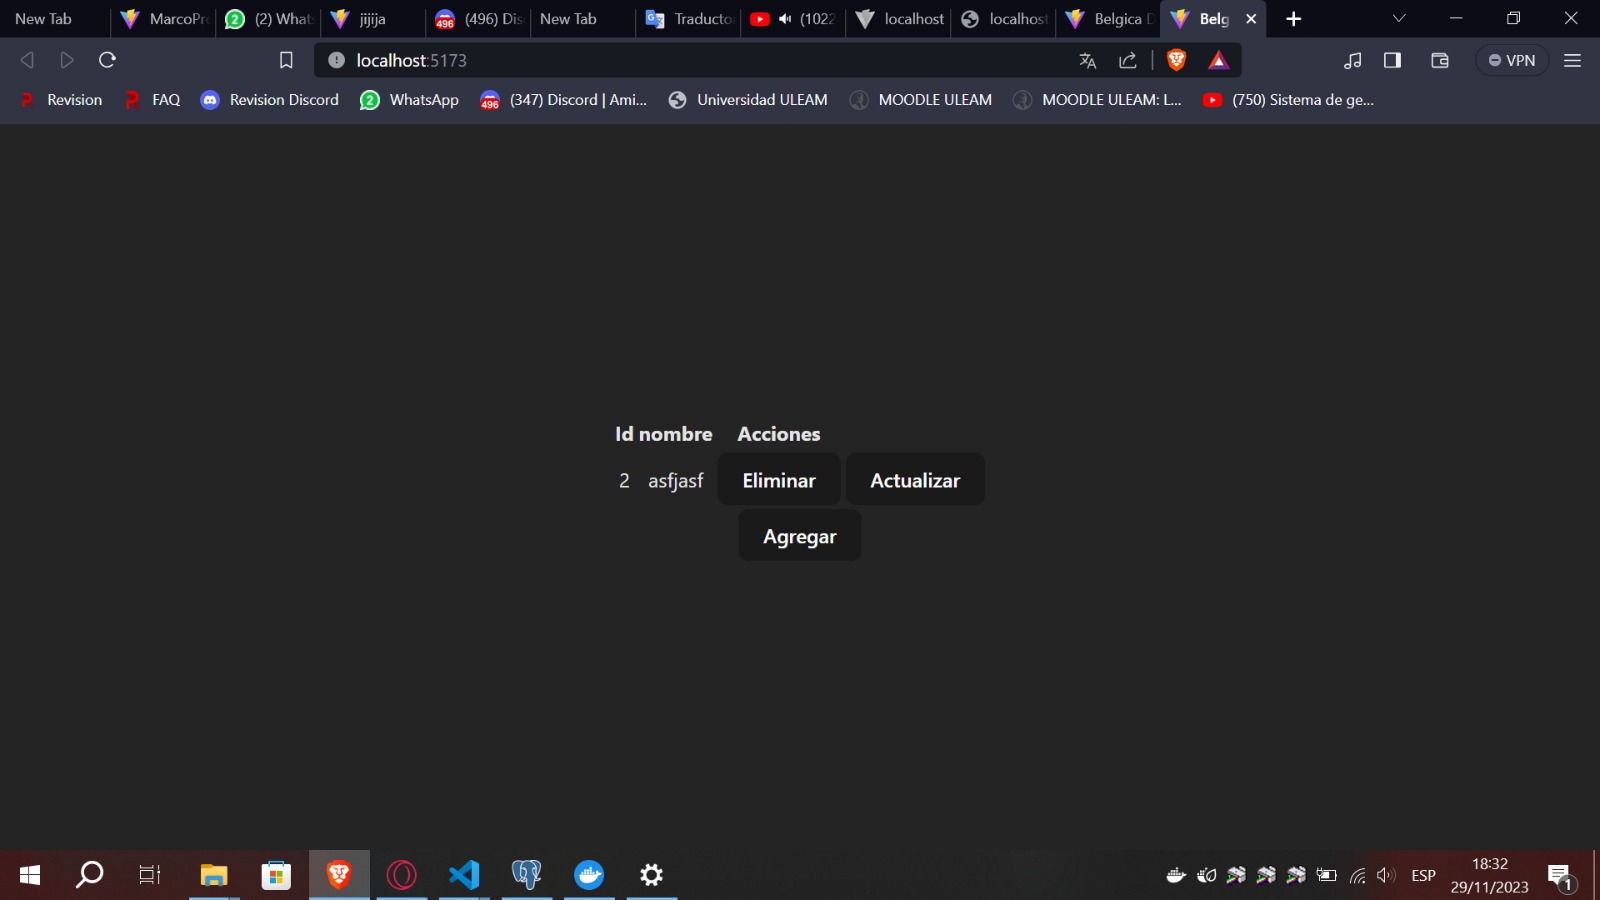 New Tab
MarcoPro
(2) What
jijija
(496) Dis
New Tab
Traducto
(1022
localhost
localhost
Belgica D
Belg
localhost:5173
VPN
Revision
FAQ
Revision Discord
WhatsApp
(347) Discord | Ami...
Universidad ULEAM
MOODLE ULEAM
MOODLE ULEAM: L...
(750) Sistema de ge...
Id nombre Acciones
2 asfjasf Eliminar Actualizar
Agregar
ESP
18:32
29/11/2023
1